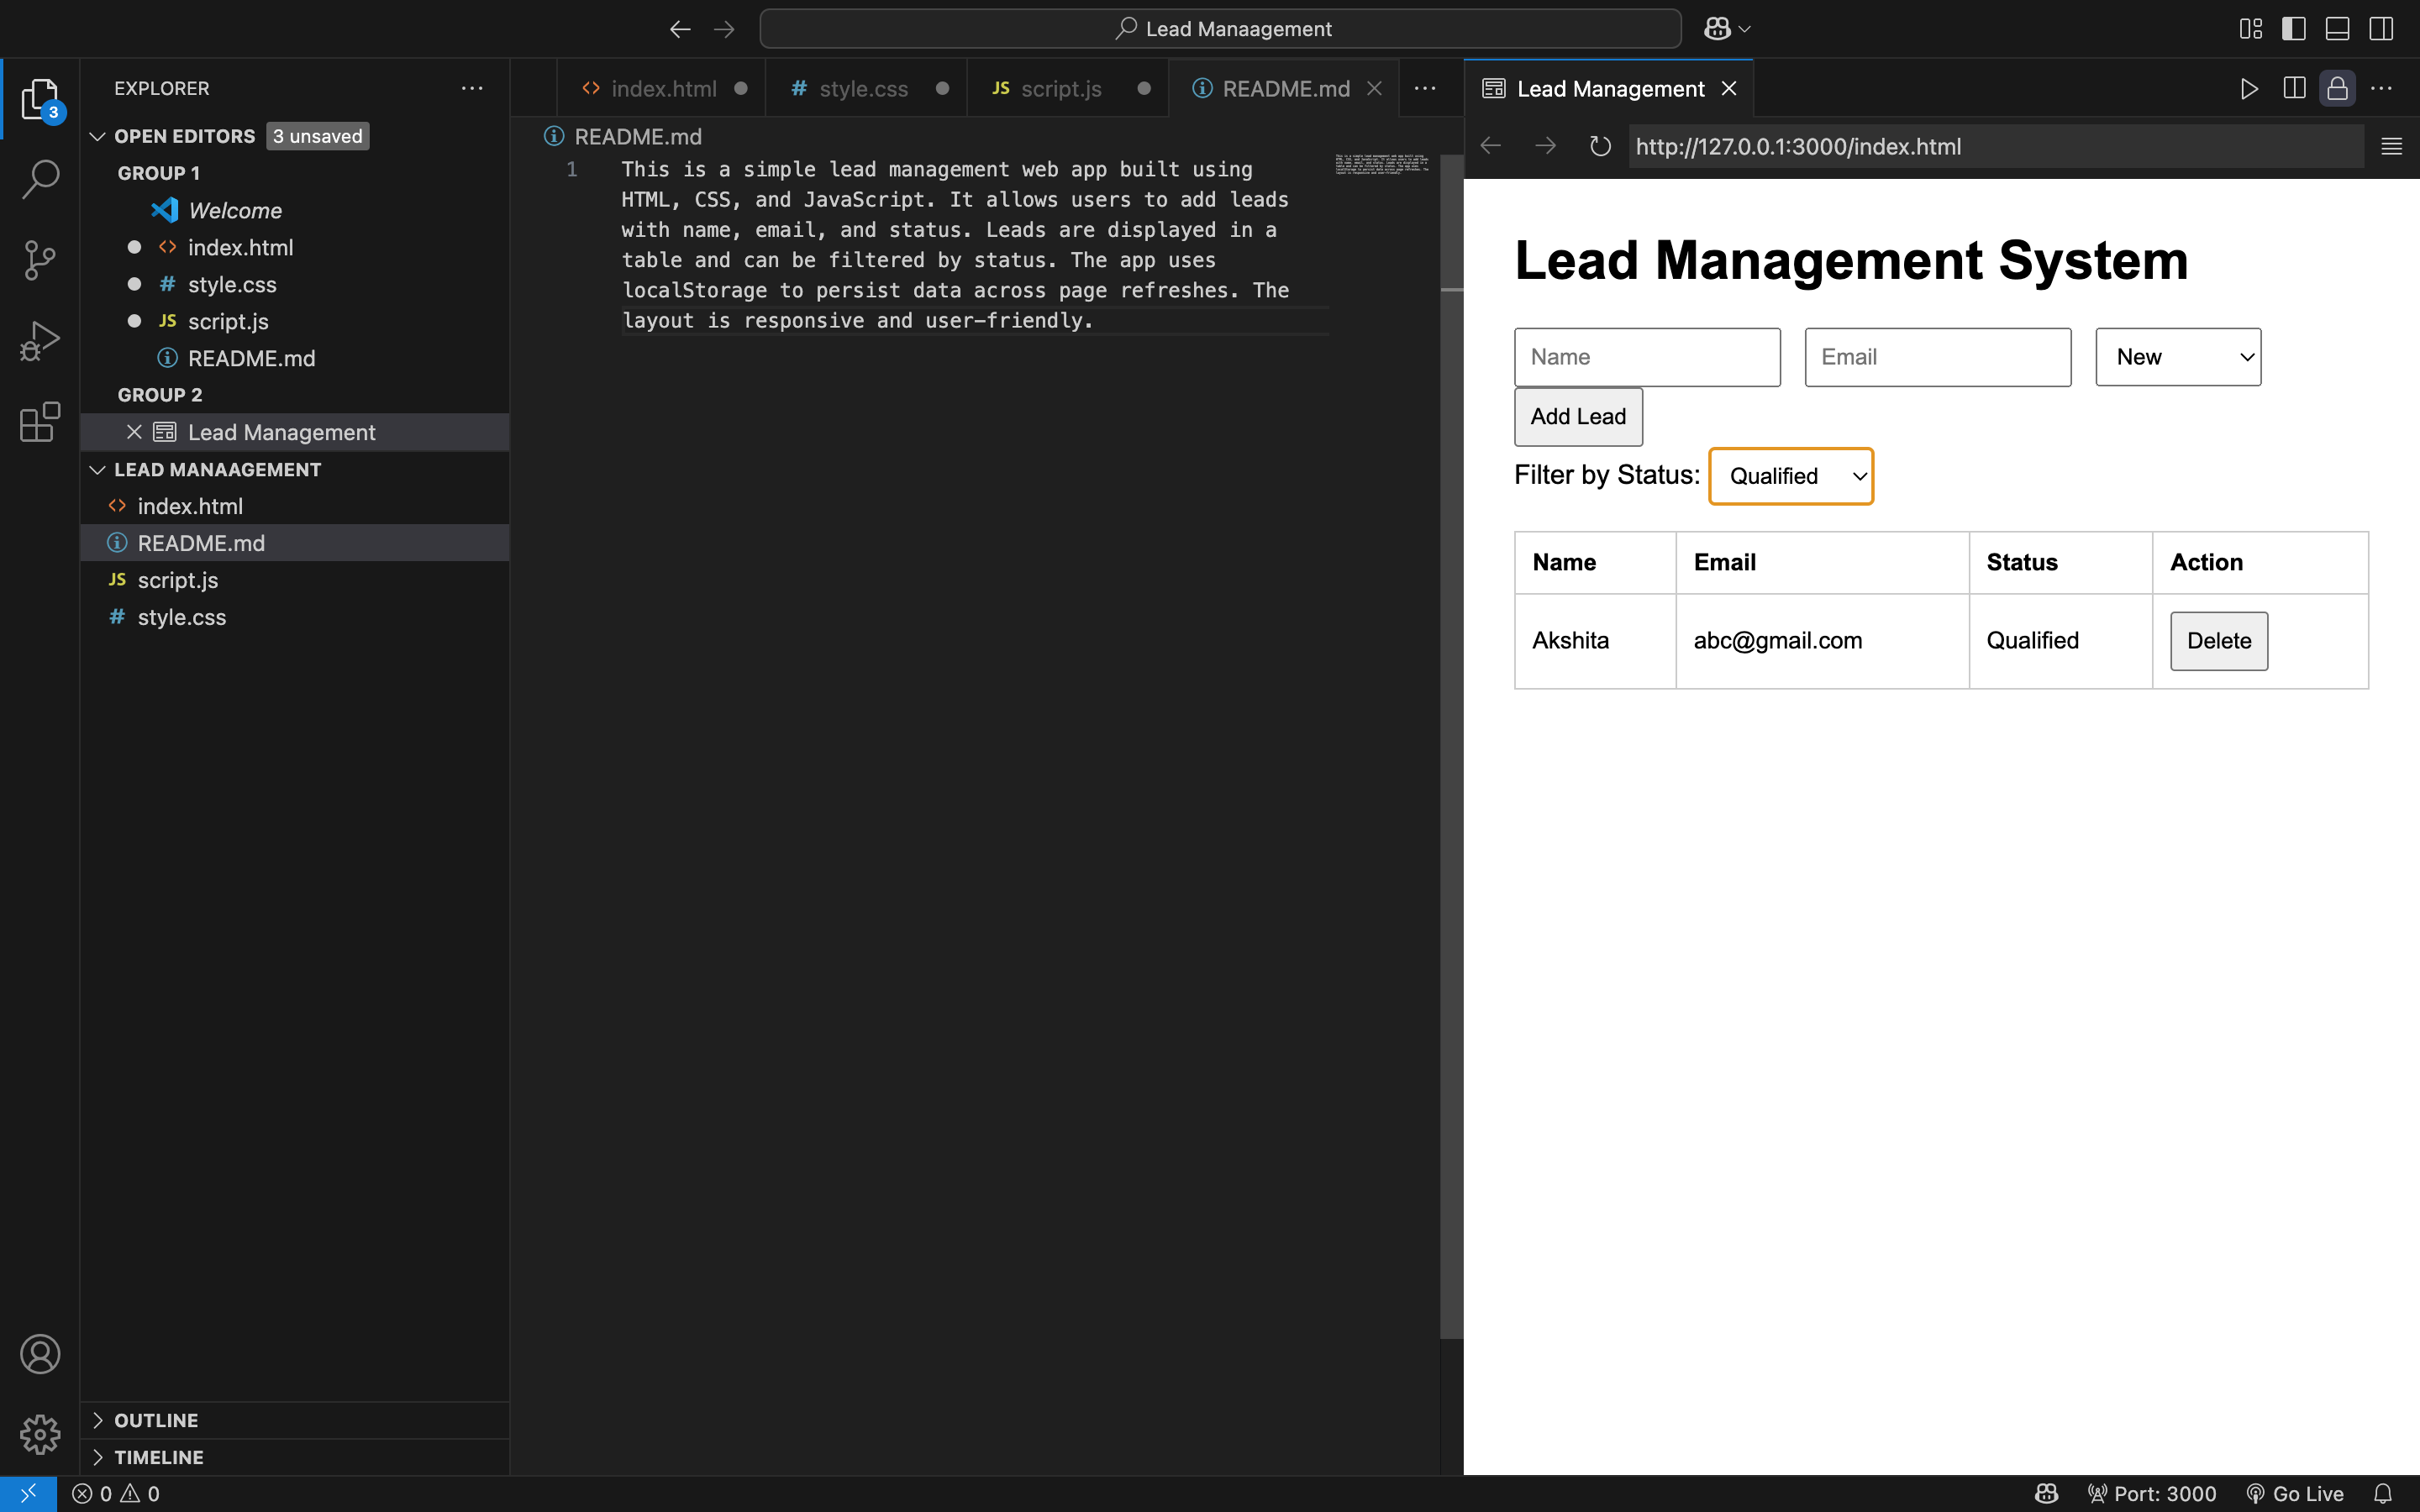 Lead Manaagement
EXPLORER
3
OPEN EDITORS 3 unsaved
GROUP 1
Welcome
<> index.html
# style.css
JS script.js
README.md
GROUP 2
Lead Management
LEAD MANAAGEMENT
<> index.html
README.md
JS script.js
# style.css
OUTLINE
TIMELINE
<> index.html
# style.css
JS script.js
README.md
README.md
1 This is a simple lead management web app built using
HTML, CSS, and JavaScript. It allows users to add leads
with name, email, and status. Leads are displayed in a
table and can be filtered by status. The app uses
localStorage to persist data across page refreshes. The
layout is responsive and user-friendly.
Lead Management
http://127.0.0.1:3000/index.html
Lead Management System
Name Email New
Add Lead
Filter by Status: Qualified
Name Email Status Action
Akshita abc@gmail.com Qualified Delete
0 0
Port: 3000 Go Live